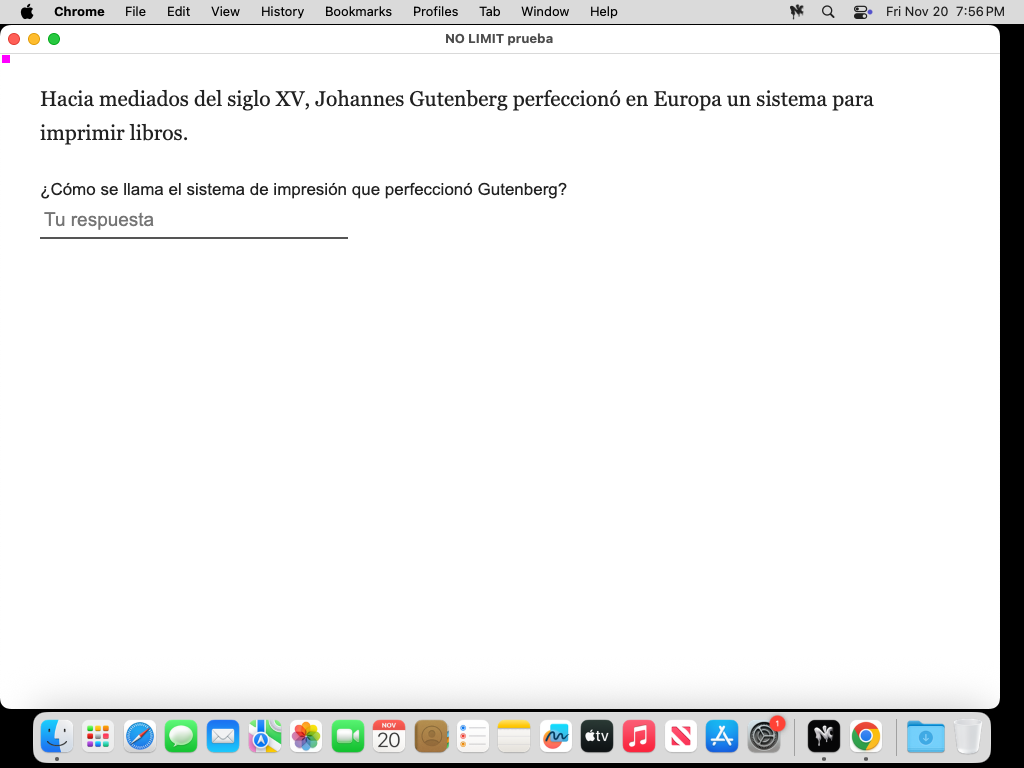 Chrome File Edit View History Bookmarks Profiles Tab Window Help Fri Nov 20 7:56 PM
NO LIMIT prueba
Hacia mediados del siglo XV, Johannes Gutenberg perfeccionó en Europa un sistema para
imprimir libros.
¿Cómo se llama el sistema de impresión que perfeccionó Gutenberg?
Tu respuesta
NOV
20
tv
1